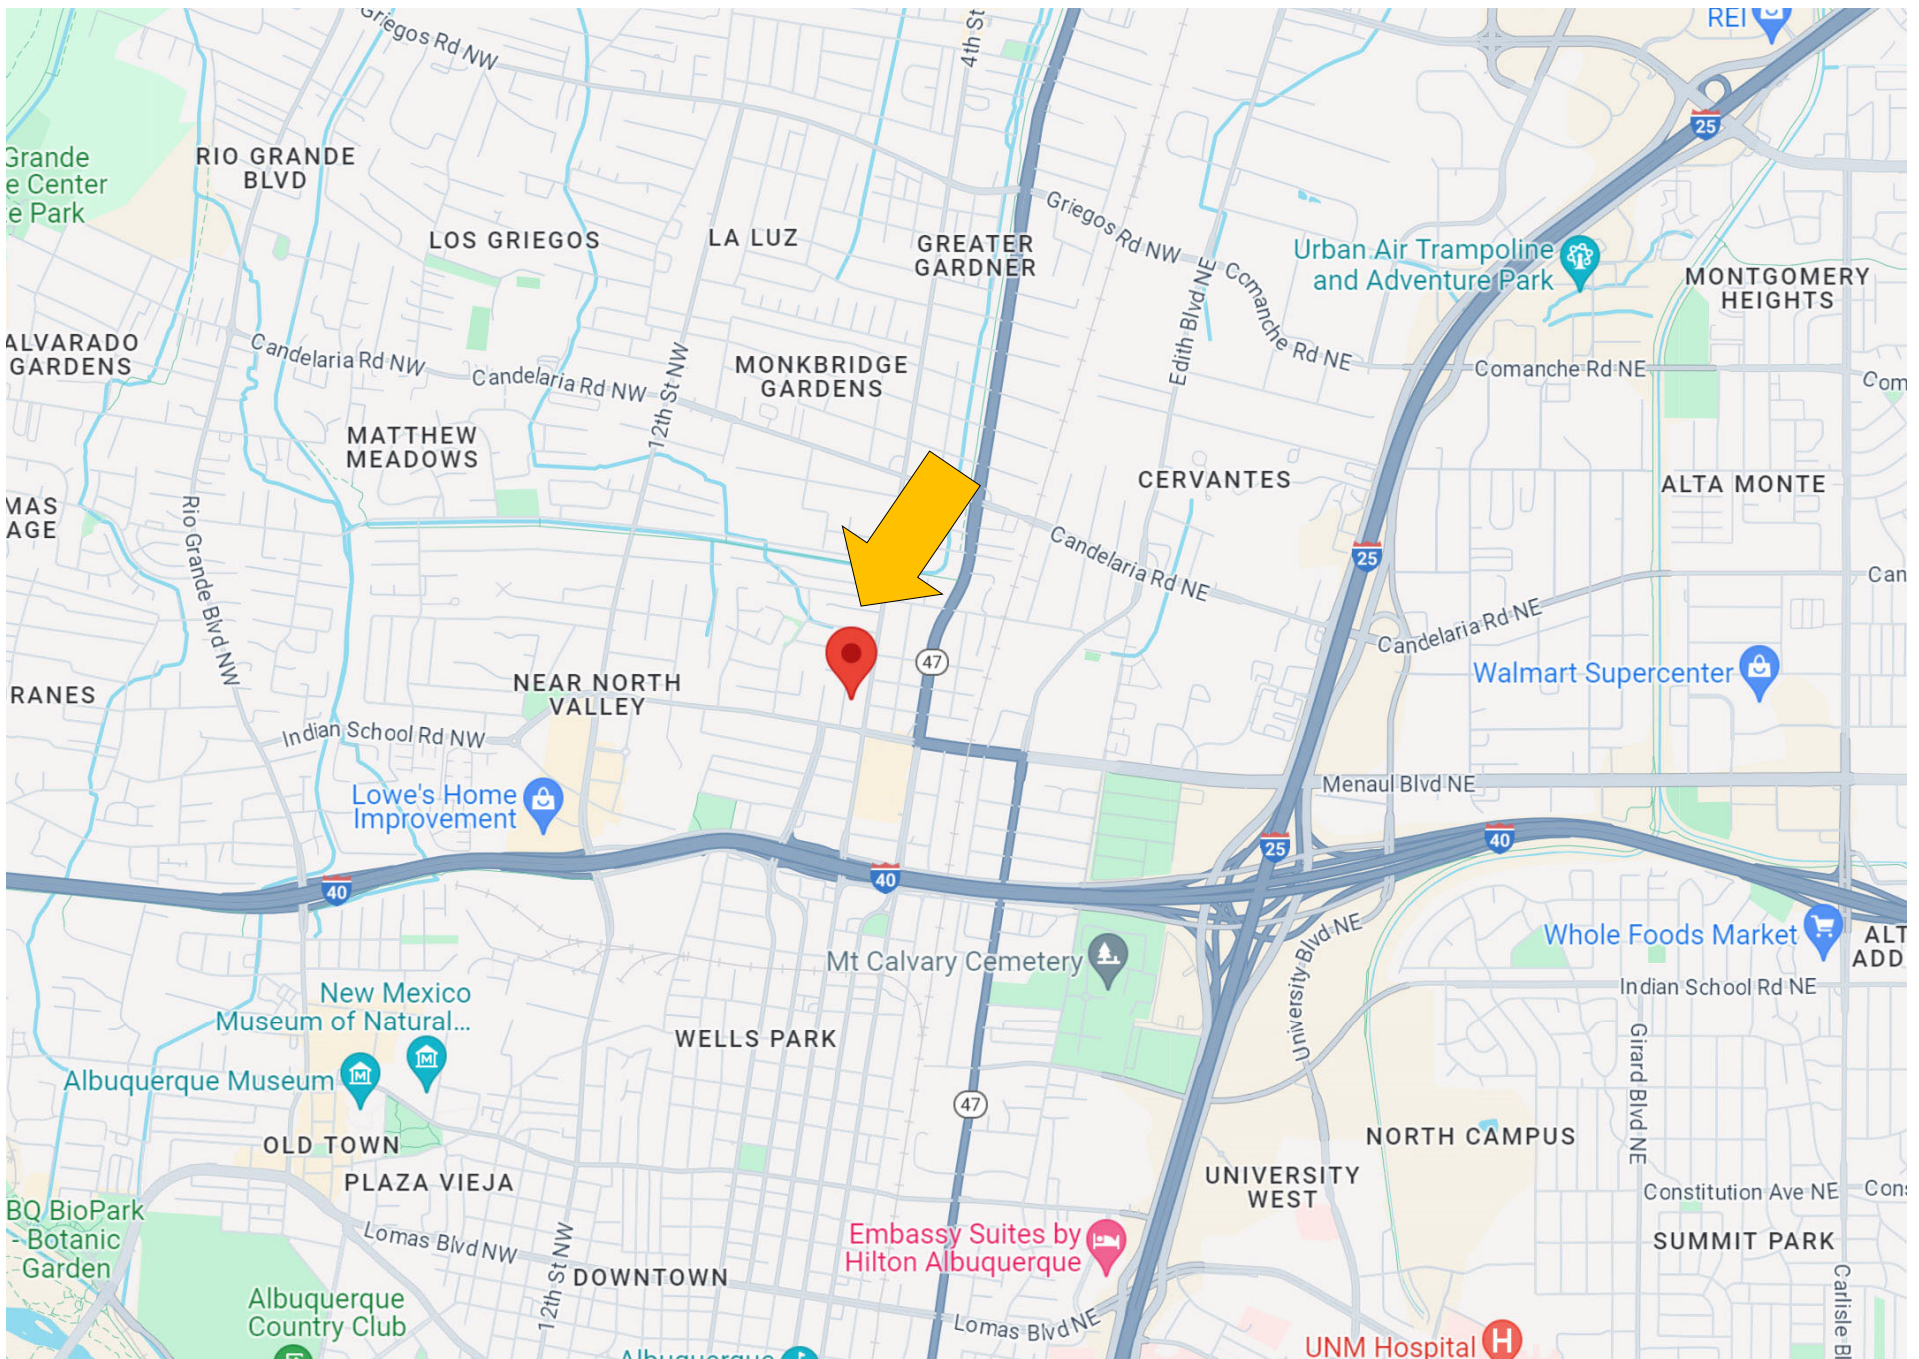 REI
Griegos Rd NW
4th St
25
Grande
e Center
e Park
RIO GRANDE
BLVD
LOS GRIEGOS
LA LUZ
GREATER
GARDNER
Griegos Rd NW
Comanche Rd NE
Edith Blvd NE
Urban Air Trampoline
and Adventure Park
MONTGOMERY
HEIGHTS
ALVARADO
GARDENS
Candelaria Rd NW
Candelaria Rd NW
12th St NW
MONKBRIDGE
GARDENS
Comanche Rd NE
Com
MATTHEW
MEADOWS
CERVANTES
ALTA MONTE
MAS
AGE
Rio Grande Blvd NW
Candelaria Rd NE
25
Can
Candelaria Rd NE
47
Walmart Supercenter
RANES
NEAR NORTH
VALLEY
Indian School Rd NW
Menaul Blvd NE
Lowe's Home
Improvement
40
40
25
40
University Blvd NE
Whole Foods Market
ALT
ADD
Mt Calvary Cemetery
Indian School Rd NE
New Mexico
Museum of Natural...
WELLS PARK
Girard Blvd NE
Albuquerque Museum
47
OLD TOWN
NORTH CAMPUS
PLAZA VIEJA
UNIVERSITY
WEST
Constitution Ave NE
Cons
BQ BioPark
- Botanic
Garden
Lomas Blvd NW
12th St NW
Embassy Suites by
Hilton Albuquerque
SUMMIT PARK
DOWNTOWN
Albuquerque
Country Club
Lomas Blvd NE
Carlisle Bl
UNM Hospital
H
Albuquerque